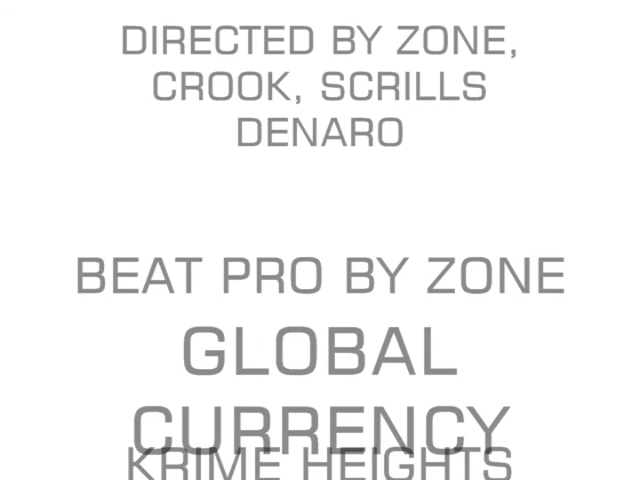 DIRECTED BY ZONE,
CROOK, SCRILLS
DENARO
BEAT PRO BY ZONE
GLOBAL
CURRENCY
KRIME HEIGHTS